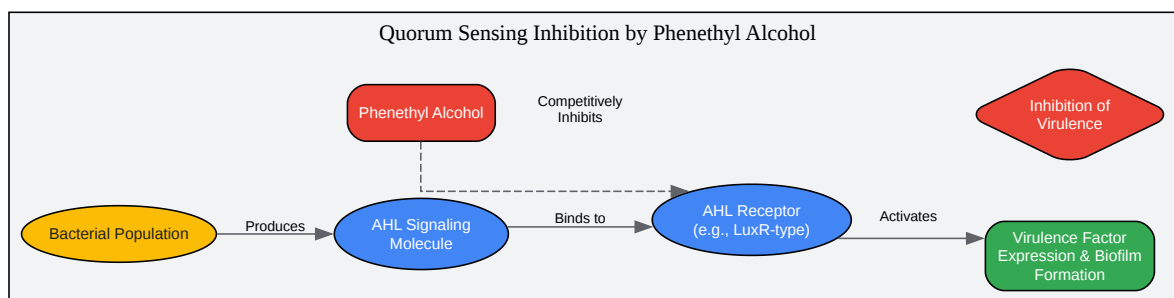 Quorum Sensing Inhibition by Phenethyl Alcohol
Phenethyl Alcohol
Competitively
Inhibits
Inhibition of
Virulence
Bacterial Population
Produces
AHL Signaling
Molecule
Binds to
AHL Receptor
(e.g., LuxR-type)
Activates
Virulence Factor
Expression & Biofilm
Formation